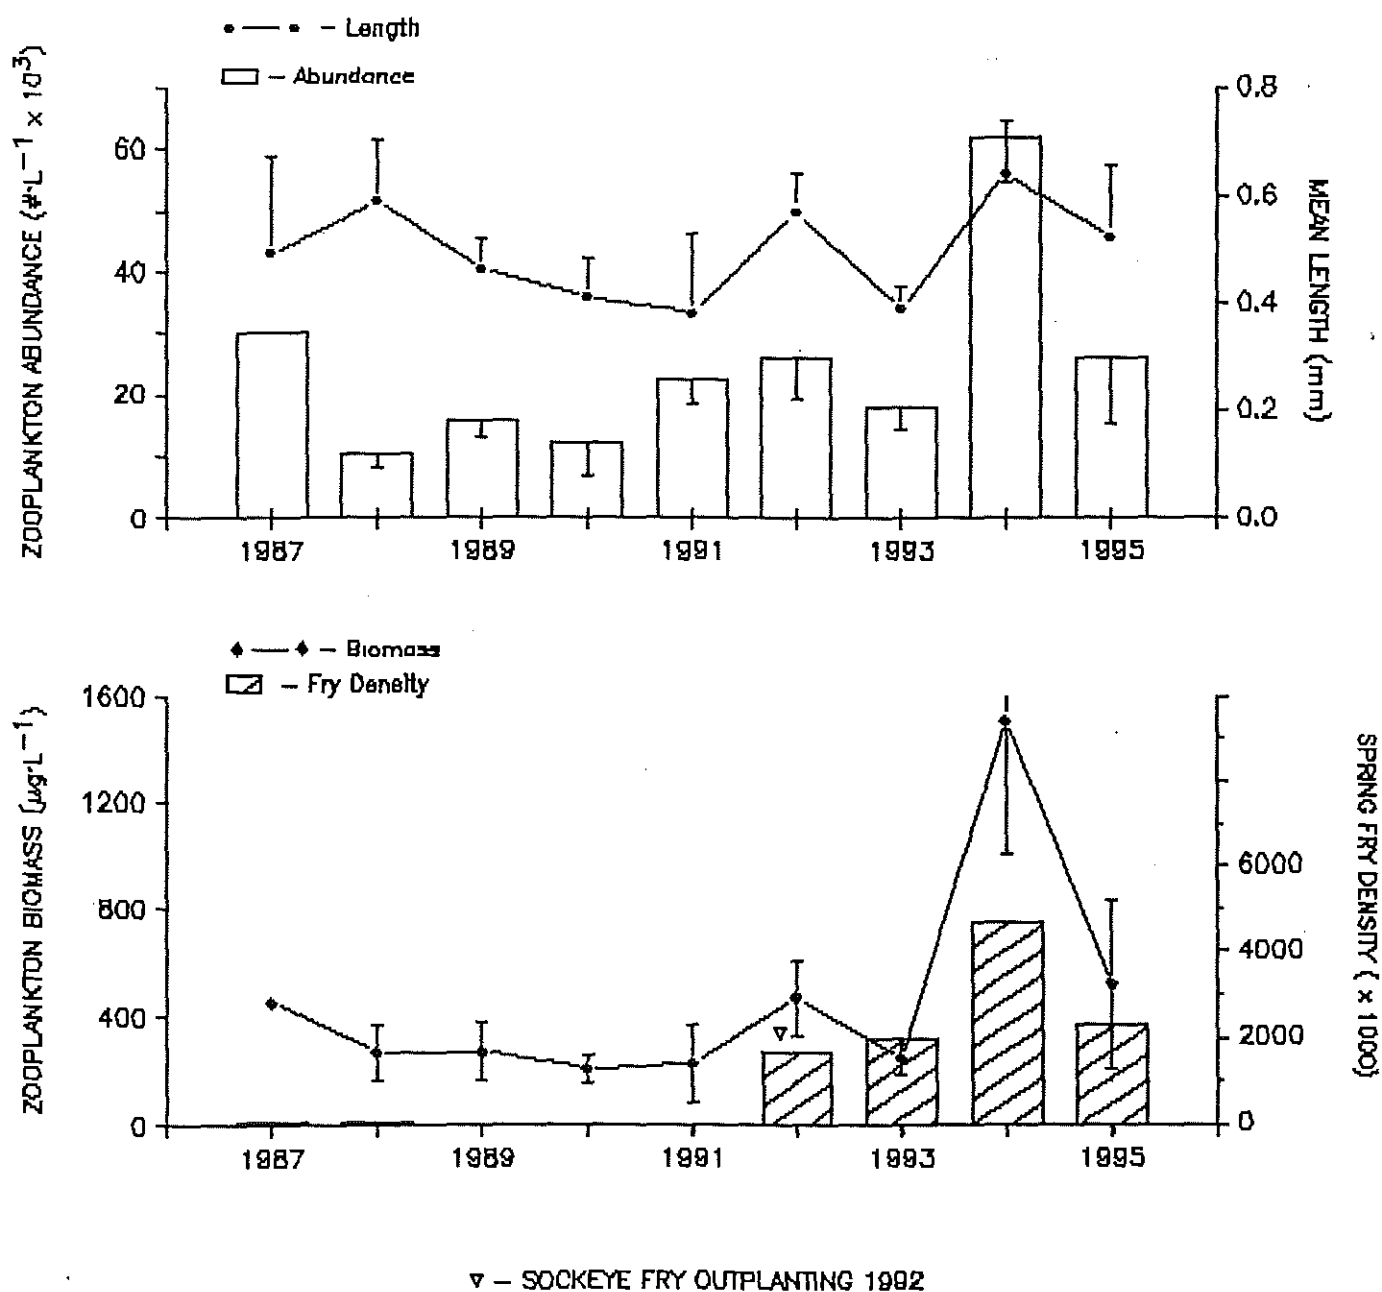 – Length
– Abundance
ZOOPLANKTON ABUNDANCE (#·L⁻¹ x 10³)
60
40
20
0
0.8
0.6
0.4
0.2
0.0
MEAN LENGTH (mm)
1987 1989 1991 1993 1995
– Biomass
– Fry Density
ZOOPLANKTON BIOMASS (µg·L⁻¹)
1600
1200
800
400
0
6000
4000
2000
0
SPRING FRY DENSITY ( x 1000)
1987 1989 1991 1993 1995
▽ – SOCKEYE FRY OUTPLANTING 1992